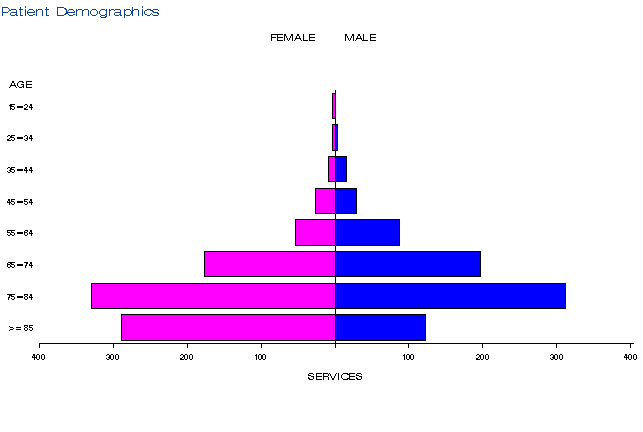 Patient Demographics
FEMALE MALE
AGE
15-24
25-34
35-44
45-54
55-64
65-74
75-84
>=85
400 300 200 100 100 200 300 400
SERVICES